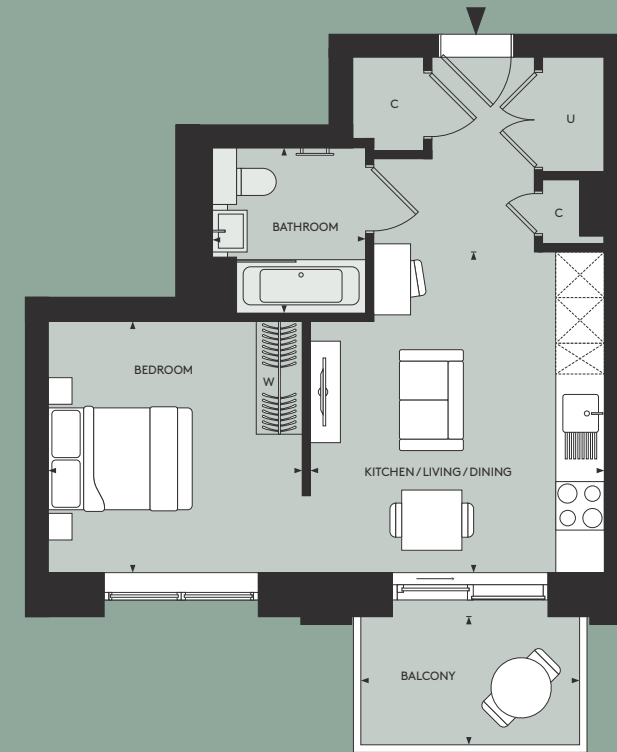 C
U
C
BATHROOM
BEDROOM
W
KITCHEN / LIVING / DINING
BALCONY